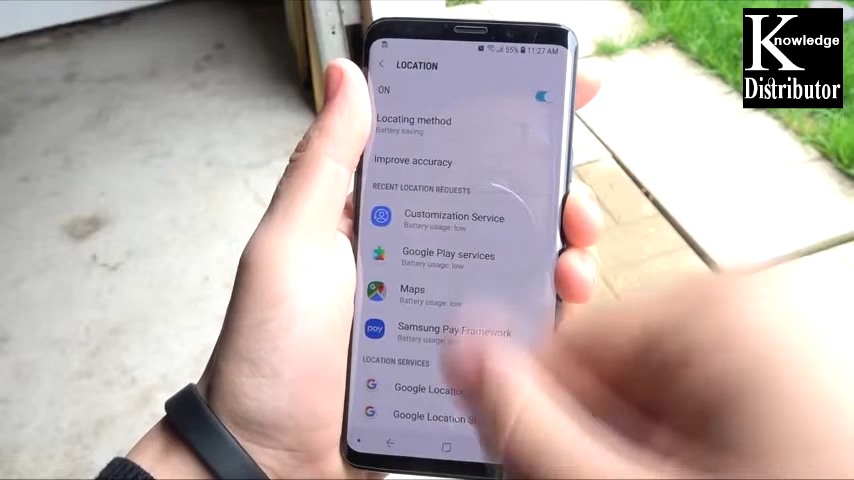 Knowledge
Distributor
55% 11:27 AM
LOCATION
ON
Locating method
Battery saving
Improve accuracy
RECENT LOCATION REQUESTS
Customization Service
Battery usage: low
Google Play services
Battery usage: low
Maps
Battery usage: low
Samsung Pay Framework
pay
Battery usage:
LOCATION SERVICES
Google Location
Google Location